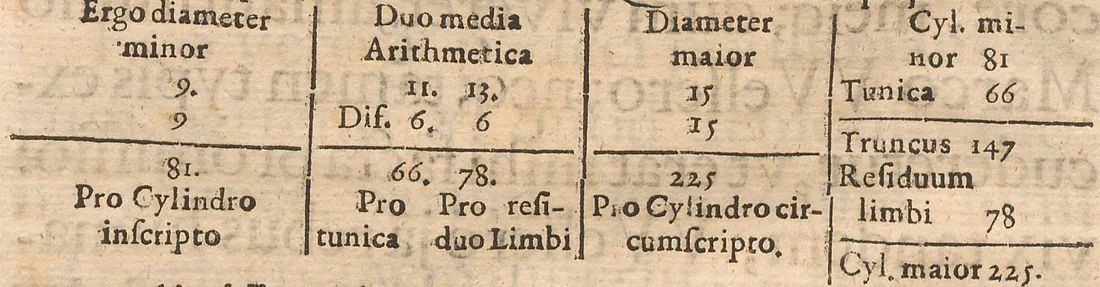 Ergo diameter
minor
9.
9
81.
Pro Cylindro
inſcripto
Duo media
Arithmetica
11. 13.
Dif. 6. 6
66. 78.
Pro Pro reſi-
tunica duo Limbi
Diameter
maior
15
15
225
Pro Cylindro cir-
cumſcripto.
Cyl. mi-
nor 81
Tunica 66
Truncus 147
Reſiduum
limbi 78
Cyl. maior 225.